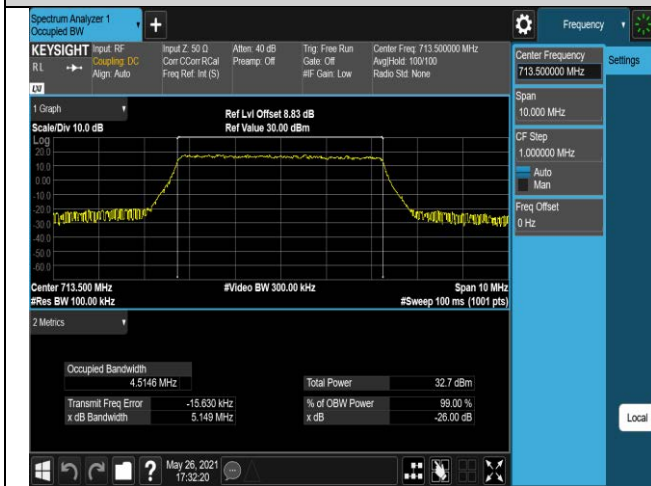 Spectrum Analyzer 1
Occupied BW
+
Frequency
KEYSIGHT
Input: RF
Coupling: DC
Align: Auto
Input Z: 50 Ω
Corr CCorr RCal
Freq Ref: Int (S)
Atten: 40 dB
Preamp: Off
Trig: Free Run
Gate: Off
#IF Gain: Low
Center Freq: 713.500000 MHz
Avg|Hold: 100/100
Radio Std: None
RL
LXI
Center Frequency
713.500000 MHz
Settings
Span
10.000 MHz
CF Step
1.000000 MHz
Auto
Man
Freq Offset
0 Hz
Local
1 Graph
Scale/Div 10.0 dB
Ref Lvl Offset 8.83 dB
Ref Value 30.00 dBm
Log
20.0
10.0
0.00
-10.0
-20.0
-30.0
-40.0
-50.0
-60.0
Center 713.500 MHz
#Video BW 300.00 kHz
Span 10 MHz
#Res BW 100.00 kHz
#Sweep 100 ms (1001 pts)
2 Metrics
Occupied Bandwidth
4.5146 MHz
Total Power
32.7 dBm
Transmit Freq Error
-15.630 kHz
% of OBW Power
99.00 %
x dB Bandwidth
5.149 MHz
x dB
-26.00 dB
?
May 26, 2021
17:32:20